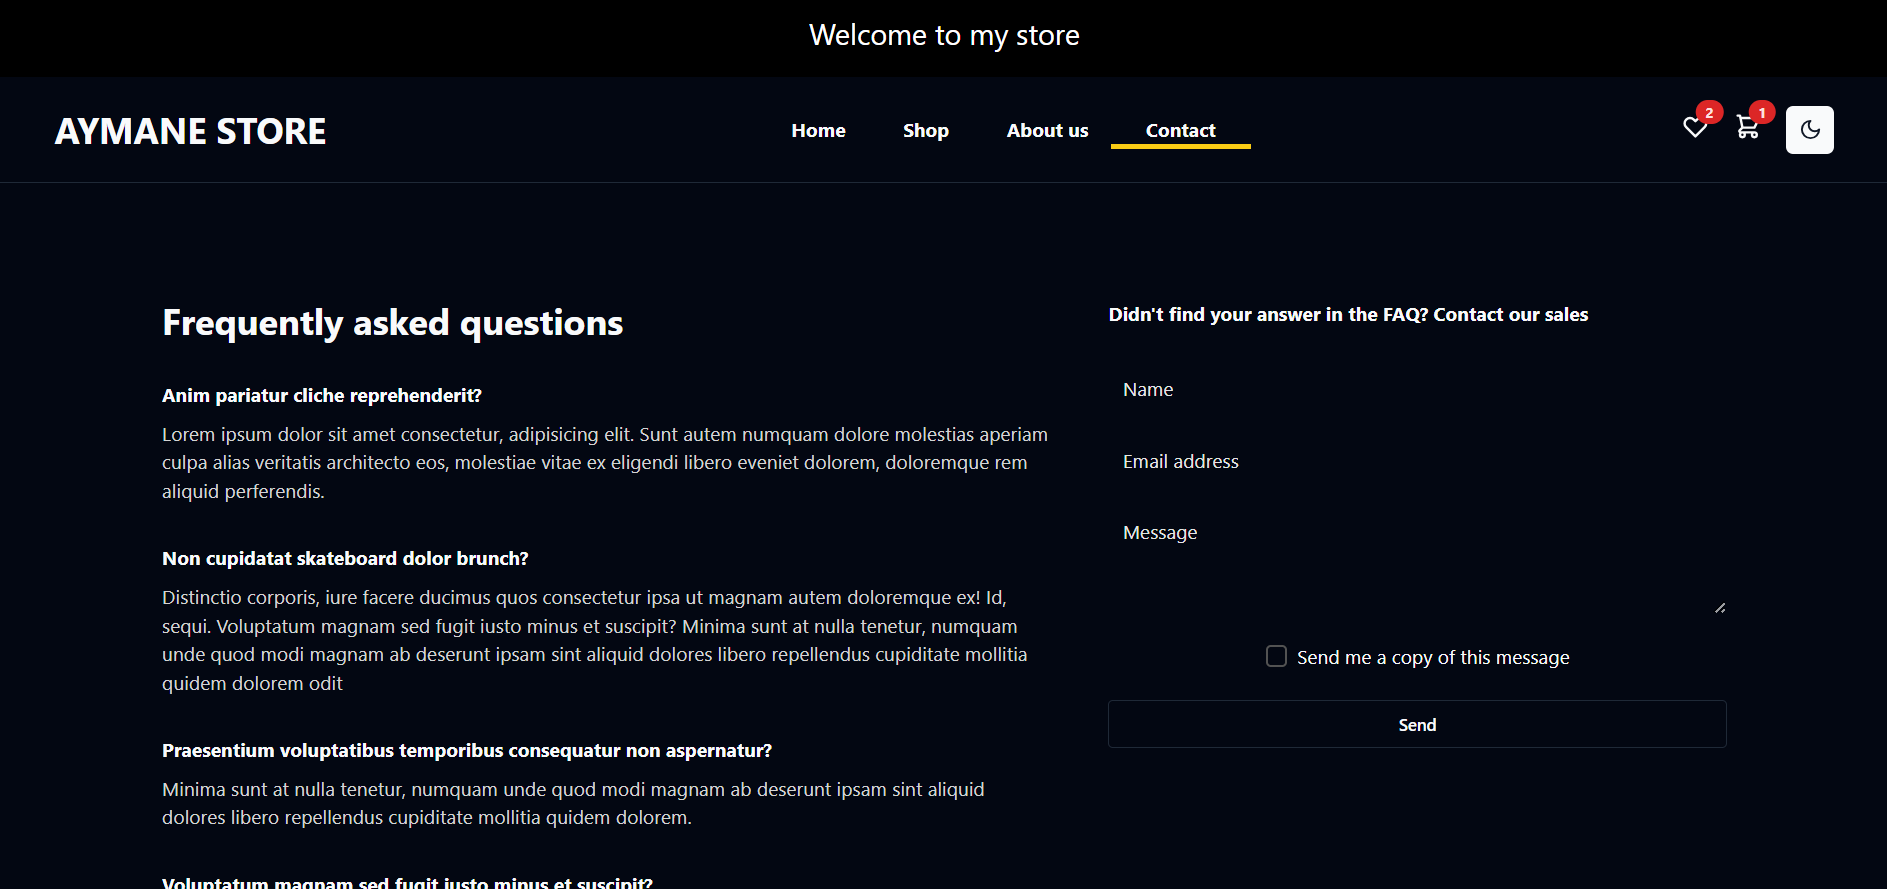 Welcome to my store
AYMANE STORE
Home
Shop
About us
Contact
2
1
Frequently asked questions
Anim pariatur cliche reprehenderit?
Lorem ipsum dolor sit amet consectetur, adipisicing elit. Sunt autem numquam dolore molestias aperiam
culpa alias veritatis architecto eos, molestiae vitae ex eligendi libero eveniet dolorem, doloremque rem
aliquid perferendis.
Non cupidatat skateboard dolor brunch?
Distinctio corporis, iure facere ducimus quos consectetur ipsa ut magnam autem doloremque ex! Id,
sequi. Voluptatum magnam sed fugit iusto minus et suscipit? Minima sunt at nulla tenetur, numquam
unde quod modi magnam ab deserunt ipsam sint aliquid dolores libero repellendus cupiditate mollitia
quidem dolorem odit
Praesentium voluptatibus temporibus consequatur non aspernatur?
Minima sunt at nulla tenetur, numquam unde quod modi magnam ab deserunt ipsam sint aliquid
dolores libero repellendus cupiditate mollitia quidem dolorem.
Voluptatum magnam sed fugit iusto minus et suscipit?
Didn't find your answer in the FAQ? Contact our sales
Name
Email address
Message
Send me a copy of this message
Send